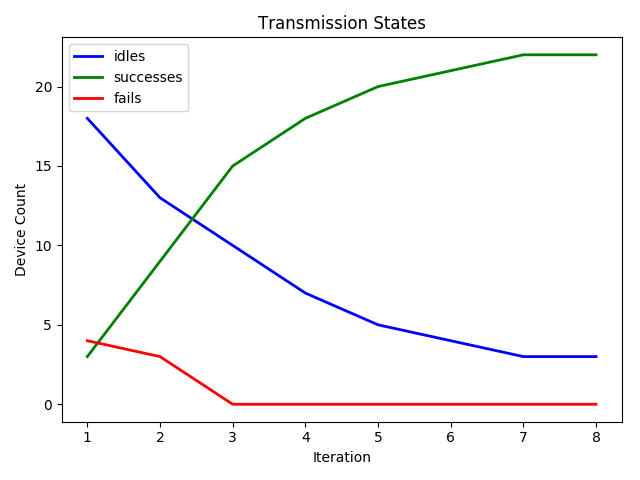 Transmission States
idles
successes
fails
Device Count
20
15
10
5
0
1 2 3 4 5 6 7 8
Iteration